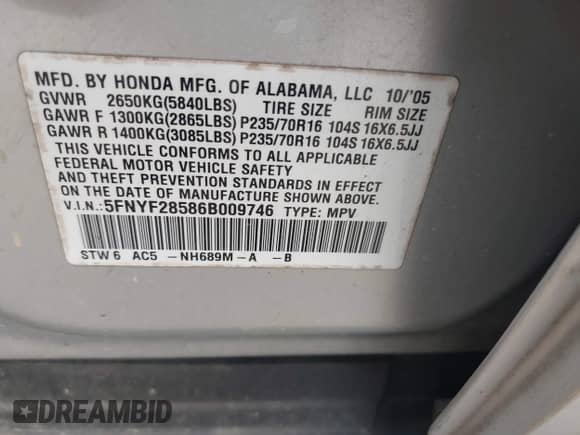 MFD. BY HONDA MFG. OF ALABAMA, LLC 10/'05
GVWR 2650KG(5840LBS) TIRE SIZE RIM SIZE
GAWR F 1300KG(2865LBS) P235/70R16 104S 16X6.5JJ
GAWR R 1400KG(3085LBS) P235/70R16 104S 16X6.5JJ
THIS VEHICLE CONFORMS TO ALL APPLICABLE
FEDERAL MOTOR VEHICLE SAFETY
AND THEFT PREVENTION STANDARDS IN EFFECT
ON THE DATE OF MANUFACTURE SHOWN ABOVE.
V.I.N.:5FNYF28586B009746 TYPE: MPV
STW 6 AC5 -NH689M-A -B
DREAMBID